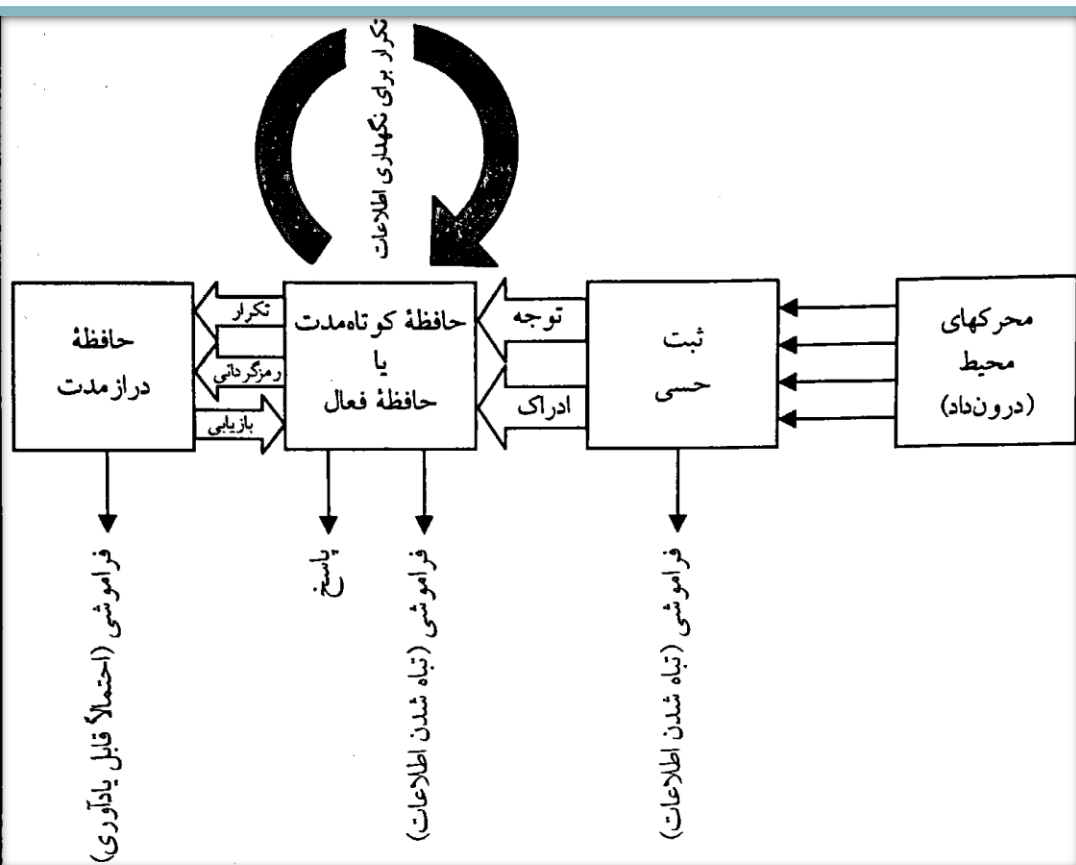 تکرار برای نگهداری اطلاعات
محرکهای
محیط
(درون‌داد)
ثبت
حسی
توجه
ادراک
حافظهٔ کوتاه‌مدت
یا
حافظهٔ فعال
تکرار
رمزگردانی
بازیابی
حافظهٔ
درازمدت
فراموشی (تباه شدن اطلاعات)
فراموشی (تباه شدن اطلاعات)
پاسخ
فراموشی (احتمالاً قابل یادآوری)